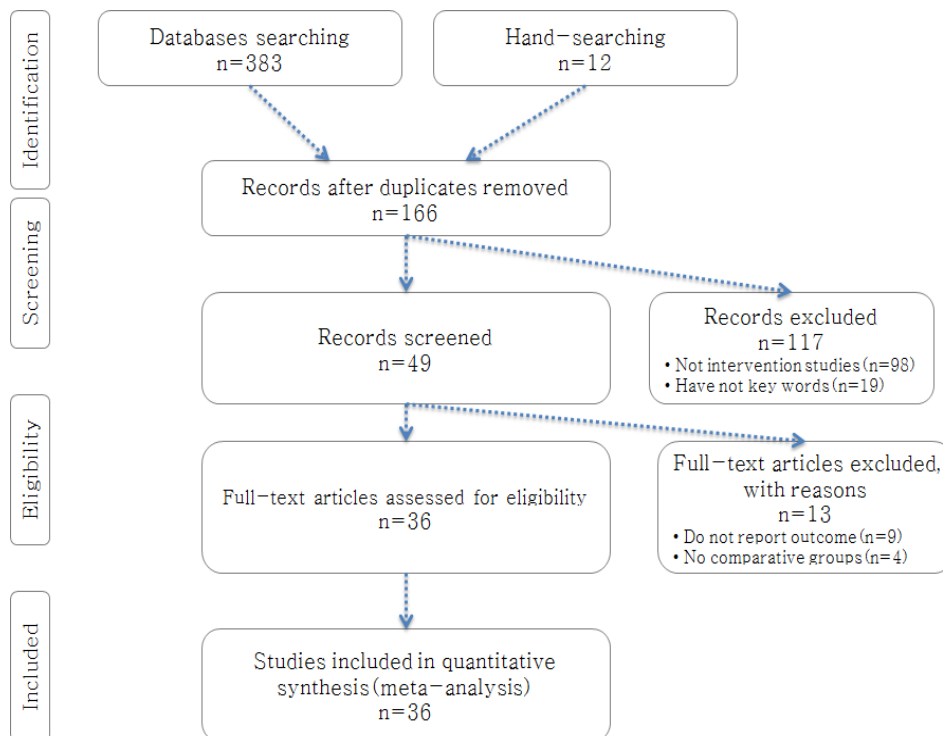 Identification
Databases searching
n=383
Hand-searching
n=12
Records after duplicates removed
n=166
Screening
Records screened
n=49
Records excluded
n=117
• Not intervention studies(n=98)
• Have not key words(n=19)
Eligibility
Full-text articles assessed for eligibility
n=36
Full-text articles excluded,
with reasons
n=13
• Do not report outcome(n=9)
• No comparative groups(n=4)
Included
Studies included in quantitative
synthesis(meta-analysis)
n=36